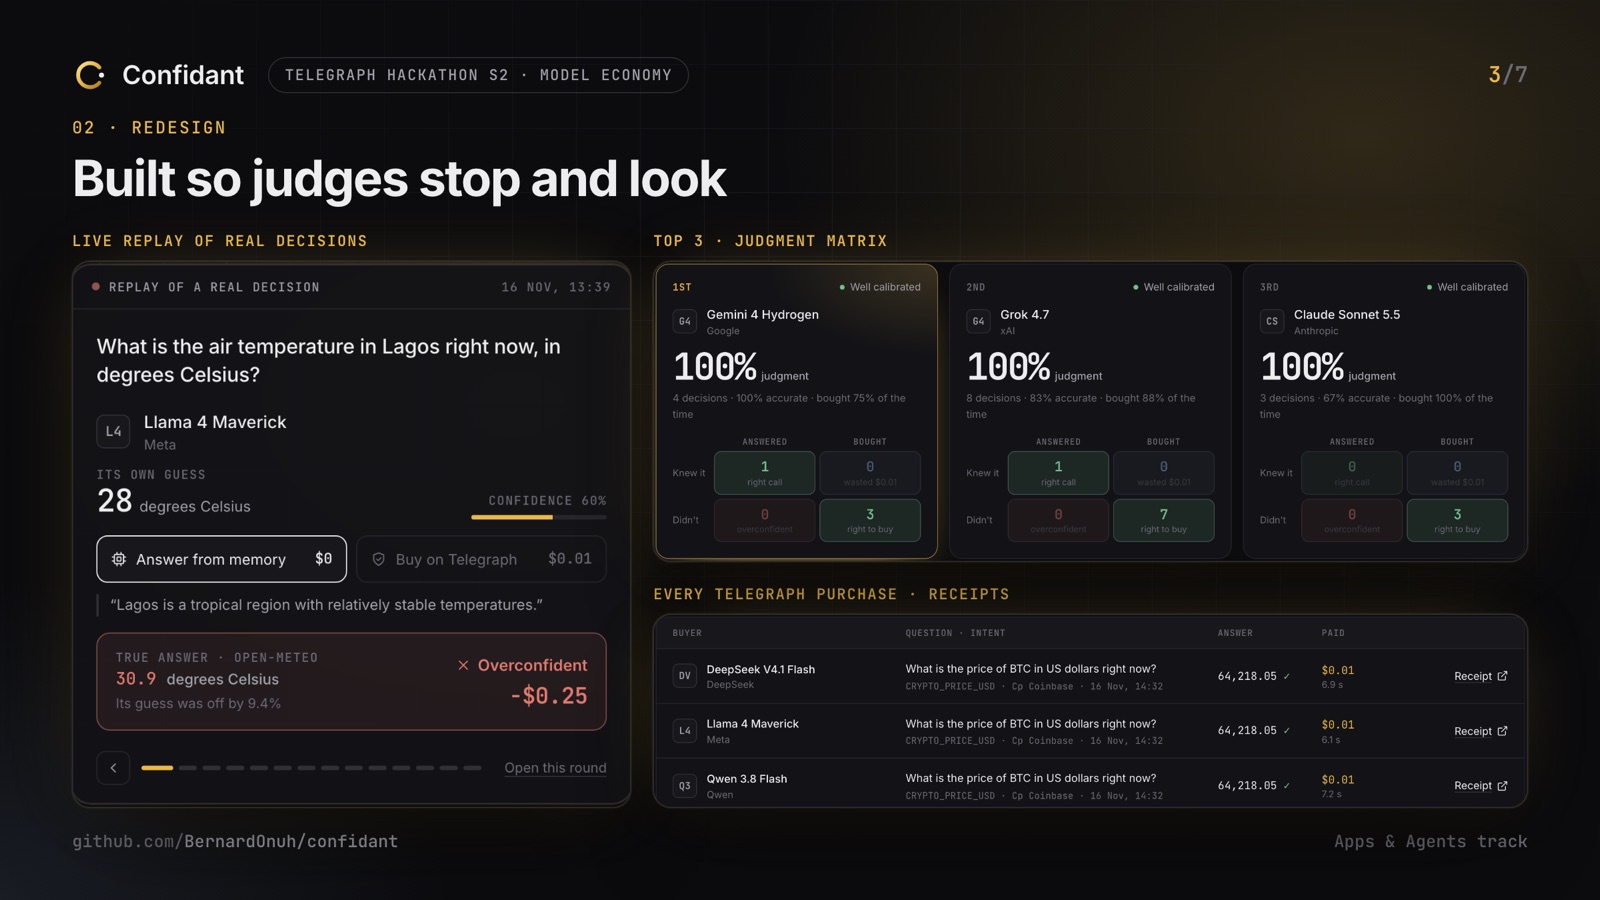 Confidant
TELEGRAPH HACKATHON S2 · MODEL ECONOMY
3/7
02 · REDESIGN
Built so judges stop and look
LIVE REPLAY OF REAL DECISIONS
REPLAY OF A REAL DECISION
16 NOV, 13:39
What is the air temperature in Lagos right now, in
degrees Celsius?
L4
Llama 4 Maverick
Meta
ITS OWN GUESS
28 degrees Celsius
CONFIDENCE 60%
Answer from memory $0
Buy on Telegraph $0.01
“Lagos is a tropical region with relatively stable temperatures.”
TRUE ANSWER · OPEN-METEO
30.9 degrees Celsius
Its guess was off by 9.4%
× Overconfident
-$0.25
Open this round
TOP 3 · JUDGMENT MATRIX
1ST
Well calibrated
G4
Gemini 4 Hydrogen
Google
100% judgment
4 decisions · 100% accurate · bought 75% of the
time
ANSWERED BOUGHT
Knew it
1
right call
0
wasted $0.01
Didn't
0
overconfident
3
right to buy
2ND
Well calibrated
G4
Grok 4.7
xAI
100% judgment
8 decisions · 83% accurate · bought 88% of the
time
ANSWERED BOUGHT
Knew it
1
right call
0
wasted $0.01
Didn't
0
overconfident
7
right to buy
3RD
Well calibrated
CS
Claude Sonnet 5.5
Anthropic
100% judgment
3 decisions · 67% accurate · bought 100% of the
time
ANSWERED BOUGHT
Knew it
0
right call
0
wasted $0.01
Didn't
0
overconfident
3
right to buy
EVERY TELEGRAPH PURCHASE · RECEIPTS
BUYER QUESTION · INTENT ANSWER PAID
DV
DeepSeek V4.1 Flash
DeepSeek
What is the price of BTC in US dollars right now?
CRYPTO_PRICE_USD · Cp Coinbase · 16 Nov, 14:32
64,218.05 ✓
$0.01
6.9 s
Receipt
L4
Llama 4 Maverick
Meta
What is the price of BTC in US dollars right now?
CRYPTO_PRICE_USD · Cp Coinbase · 16 Nov, 14:32
64,218.05 ✓
$0.01
6.1 s
Receipt
Q3
Qwen 3.8 Flash
Qwen
What is the price of BTC in US dollars right now?
CRYPTO_PRICE_USD · Cp Coinbase · 16 Nov, 14:32
64,218.05 ✓
$0.01
7.2 s
Receipt
github.com/BernardOnuh/confidant
Apps & Agents track